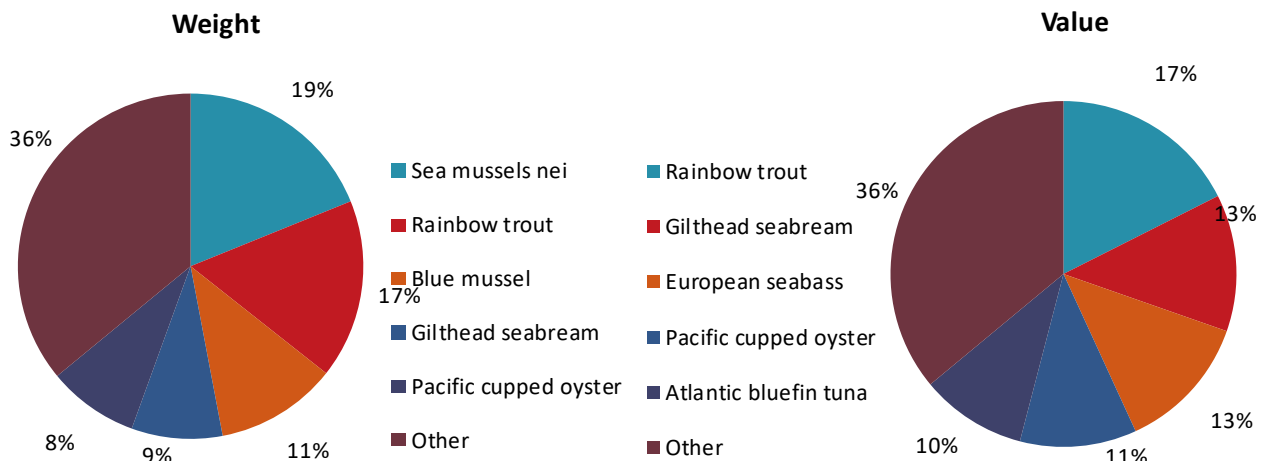 Weight
19%
36%
17%
8%
9%
11%
Sea mussels nei
Rainbow trout
Blue mussel
Gilthead seabream
Pacific cupped oyster
Other
Value
17%
36%
13%
13%
10%
11%
Rainbow trout
Gilthead seabream
European seabass
Pacific cupped oyster
Atlantic bluefin tuna
Other